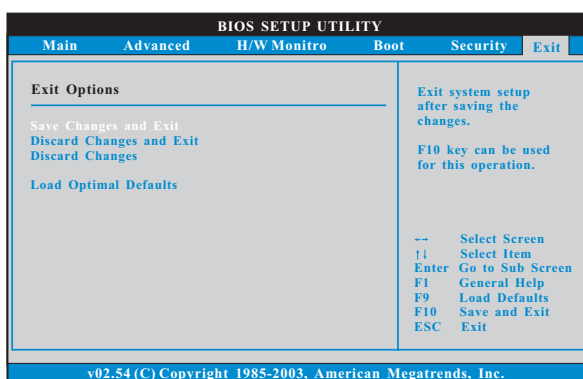 BIOS SETUP UTILITY
Main Advanced H/W Monitro Boot Security Exit
Exit Options
Save Changes and Exit
Discard Changes and Exit
Discard Changes
Load Optimal Defaults
Exit system setup
after saving the
changes.
F10 key can be used
for this operation.
←→ Select Screen
↑↓ Select Item
Enter Go to Sub Screen
F1 General Help
F9 Load Defaults
F10 Save and Exit
ESC Exit
v02.54 (C) Copyright 1985-2003, American Megatrends, Inc.